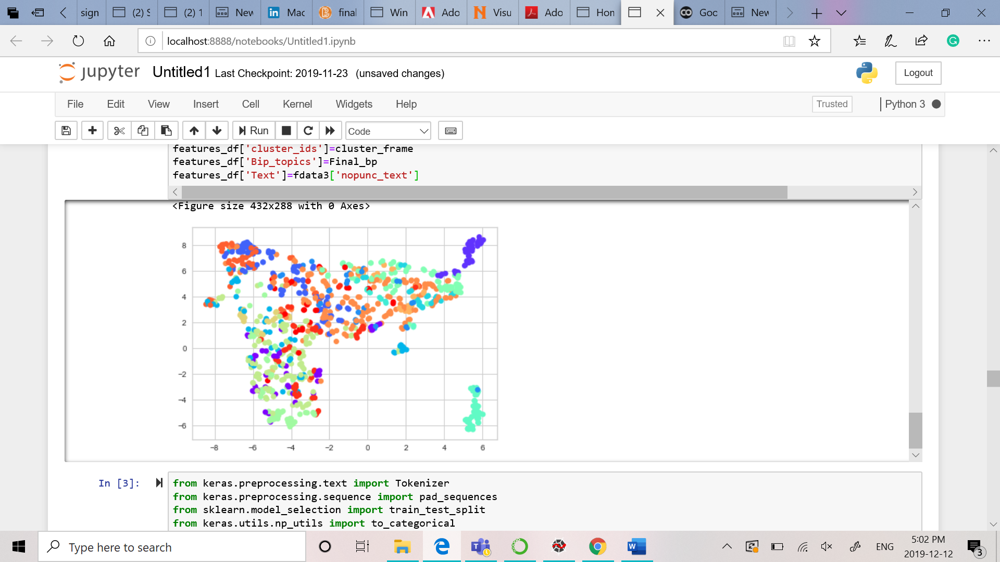 sign (2) S (2) 1 New Mac final Win Ado Visu Ado Hon Goo New
localhost:8888/notebooks/Untitled1.ipynb
jupyter Untitled1 Last Checkpoint: 2019-11-23 (unsaved changes) Logout
File Edit View Insert Cell Kernel Widgets Help Trusted Python 3
Run Code
features_df['cluster_ids']=cluster_frame
features_df['Bip_topics']=Final_bp
features_df['Text']=fdata3['nopunc_text']
<Figure size 432x288 with 0 Axes>
8
6
4
2
0
−2
−4
−6
−8 −6 −4 −2 0 2 4 6
In [3]: from keras.preprocessing.text import Tokenizer
from keras.preprocessing.sequence import pad_sequences
from sklearn.model_selection import train_test_split
from keras.utils.np_utils import to_categorical
Type here to search
ENG
5:02 PM
2019-12-12
3